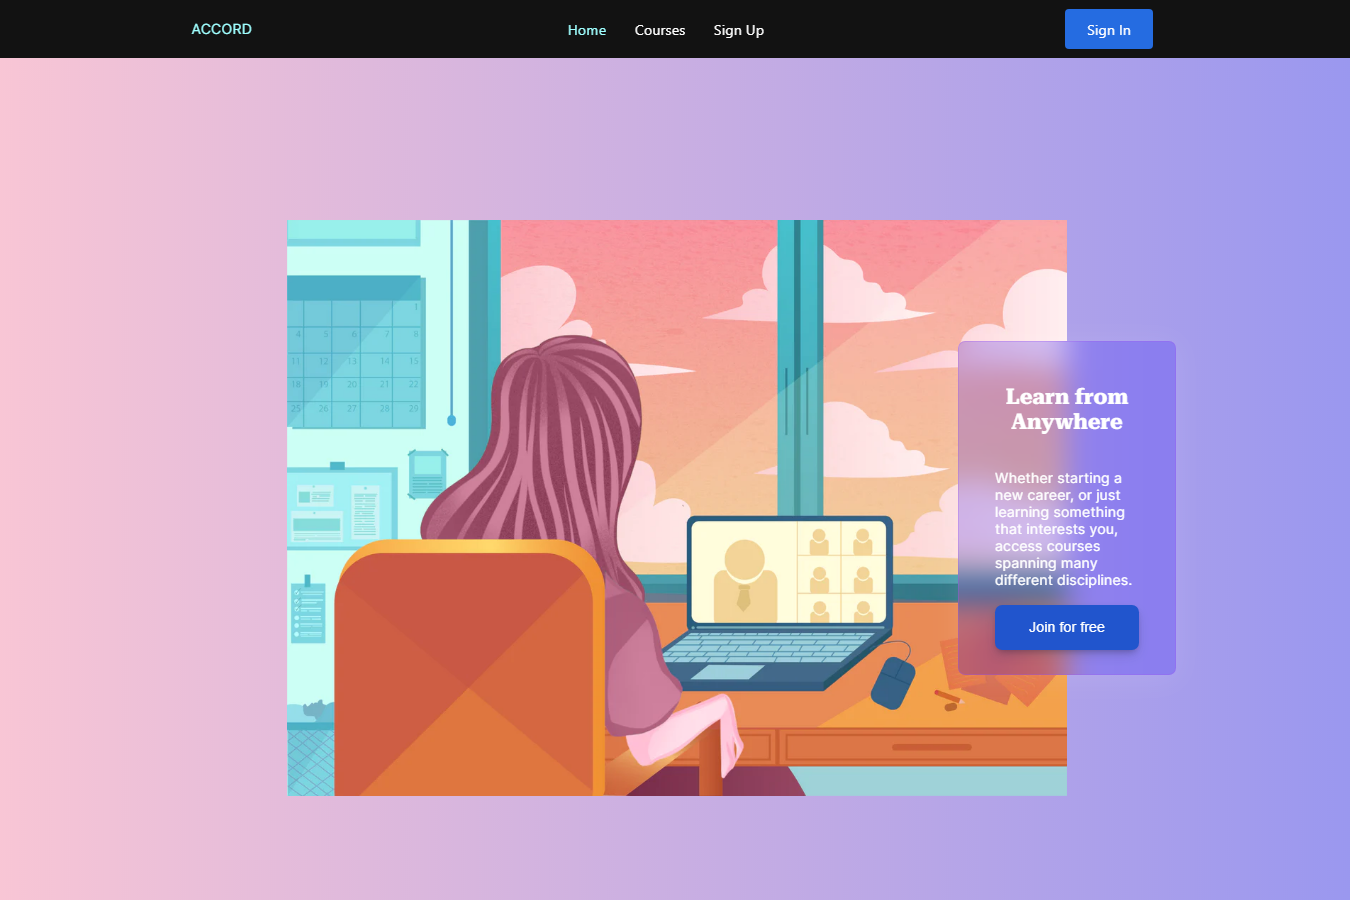 ACCORD
Home Courses Sign Up
Sign In
1
4 5 6 7 8
11 12 13 14 15
18 19 20 21 22
25 26 27 28 29
Learn from
Anywhere
Whether starting a
new career, or just
learning something
that interests you,
access courses
spanning many
different disciplines.
Join for free